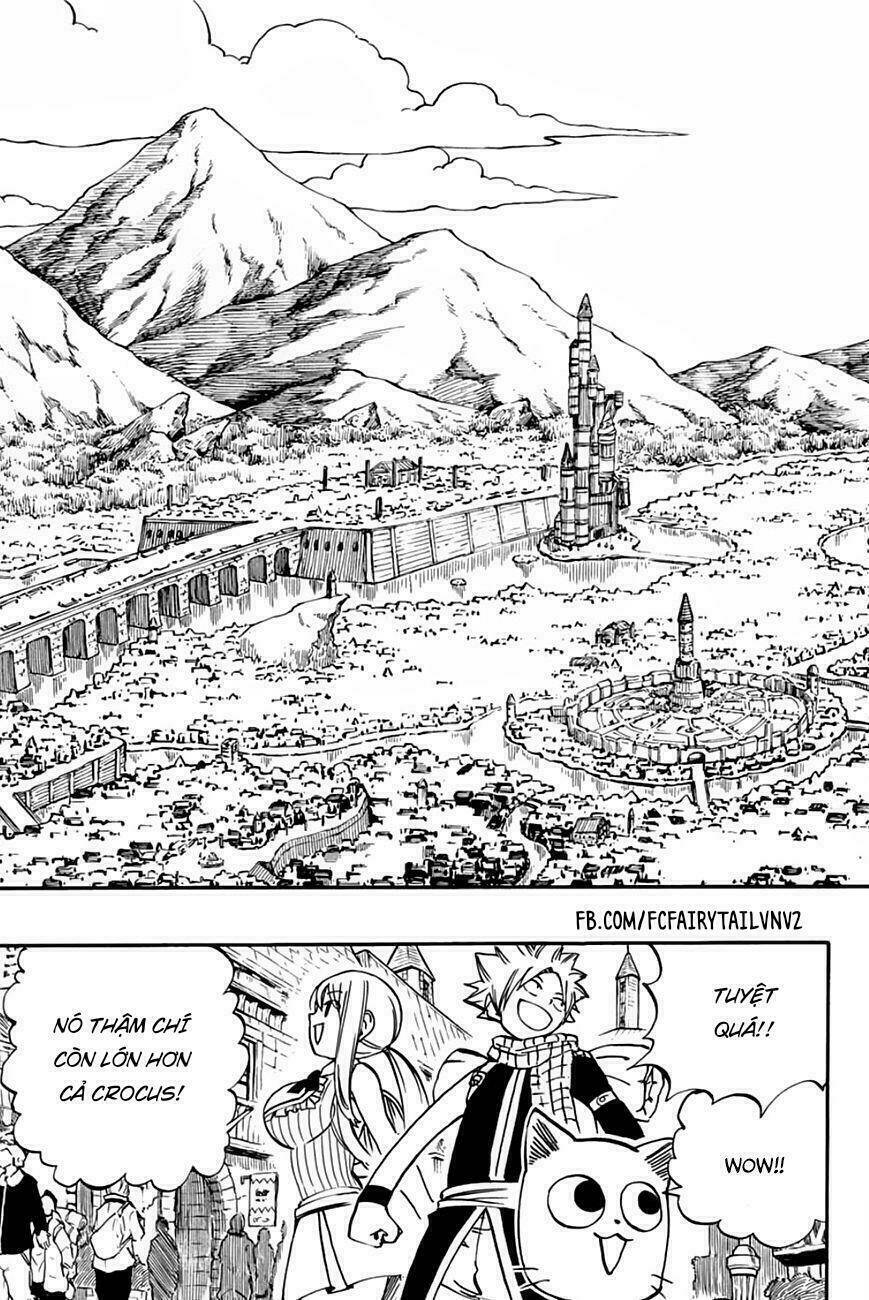 FB.COM/FCFAIRYTAILVNV2
TUYỆT
QUÁ!!
WOW!!
NÓ THẬM CHÍ
CÒN LỚN HƠN
CẢ CROCUS!